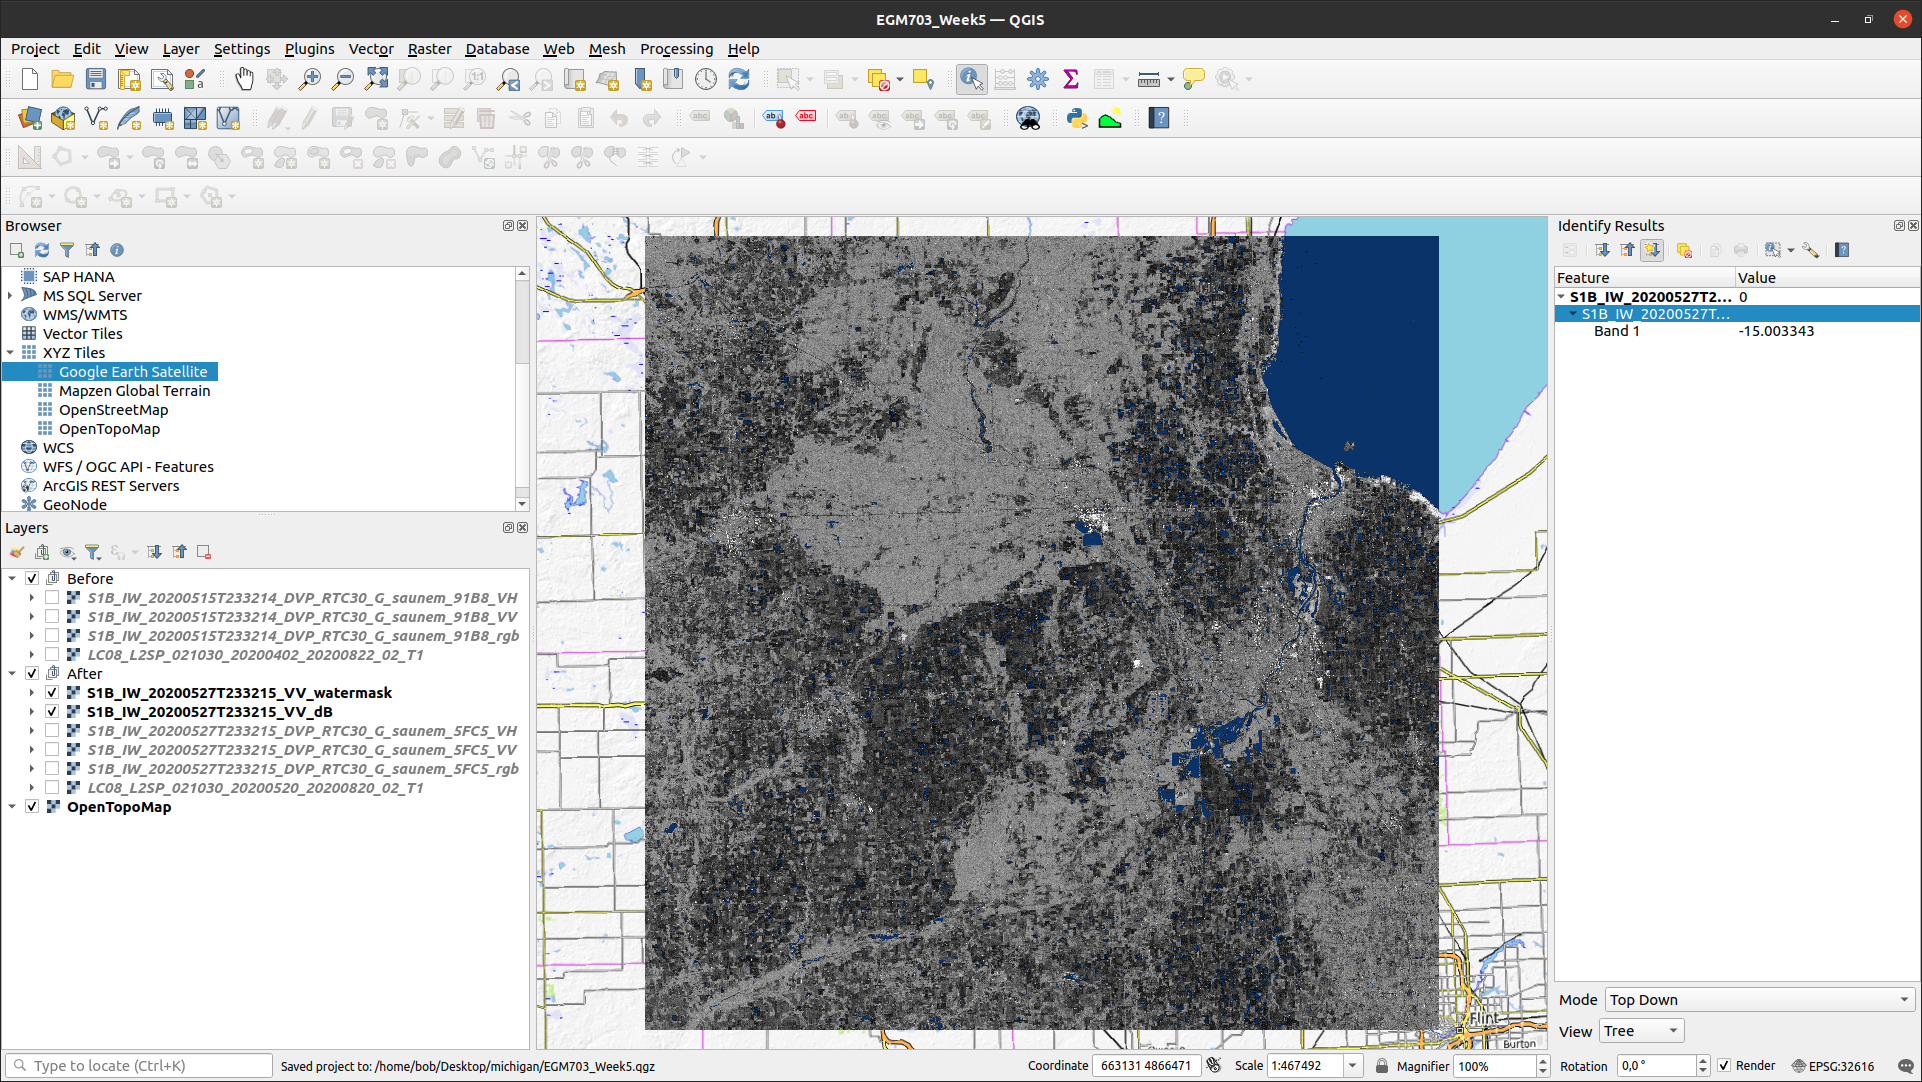 EGM703_Week5 — QGIS
Project Edit View Layer Settings Plugins Vector Raster Database Web Mesh Processing Help
Browser
SAP HANA
MS SQL Server
WMS/WMTS
Vector Tiles
XYZ Tiles
Google Earth Satellite
Mapzen Global Terrain
OpenStreetMap
OpenTopoMap
WCS
WFS / OGC API - Features
ArcGIS REST Servers
GeoNode
Layers
Before
S1B_IW_20200515T233214_DVP_RTC30_G_saunem_91B8_VH
S1B_IW_20200515T233214_DVP_RTC30_G_saunem_91B8_VV
S1B_IW_20200515T233214_DVP_RTC30_G_saunem_91B8_rgb
LC08_L2SP_021030_20200402_20200822_02_T1
After
S1B_IW_20200527T233215_VV_watermask
S1B_IW_20200527T233215_VV_dB
S1B_IW_20200527T233215_DVP_RTC30_G_saunem_5FC5_VH
S1B_IW_20200527T233215_DVP_RTC30_G_saunem_5FC5_VV
S1B_IW_20200527T233215_DVP_RTC30_G_saunem_5FC5_rgb
LC08_L2SP_021030_20200520_20200820_02_T1
OpenTopoMap
Flint
Burton
Identify Results
Feature Value
S1B_IW_20200527T2... 0
S1B_IW_20200527T...
Band 1 -15.003343
Mode Top Down
View Tree
Type to locate (Ctrl+K)
Saved project to: /home/bob/Desktop/michigan/EGM703_Week5.qgz
Coordinate 663131 4866471
Scale 1:467492
Magnifier 100%
Rotation 0,0 °
Render
EPSG:32616